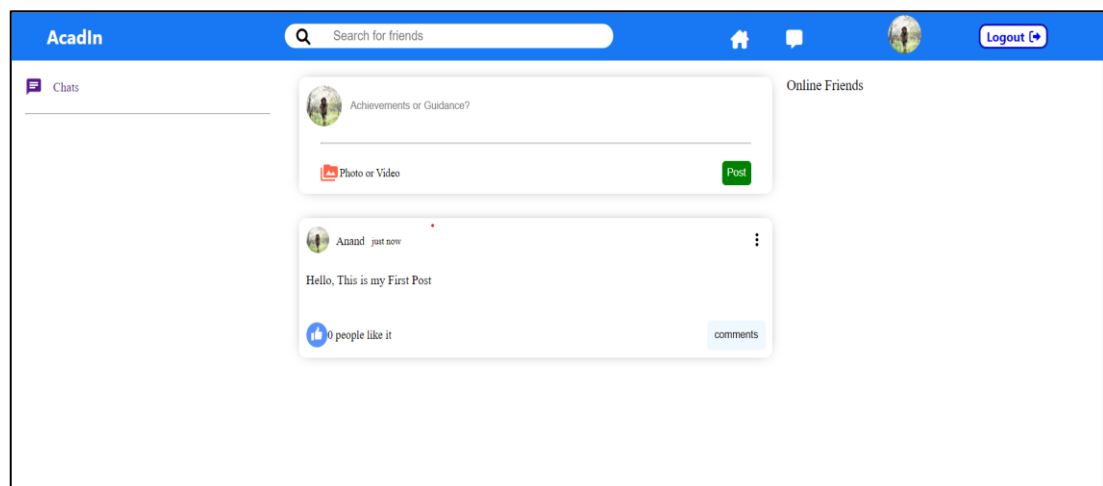 AcadIn
Search for friends
Logout
Chats
Achievements or Guidance?
Photo or Video
Post
Online Friends
Anand just now
Hello, This is my First Post
0 people like it
comments